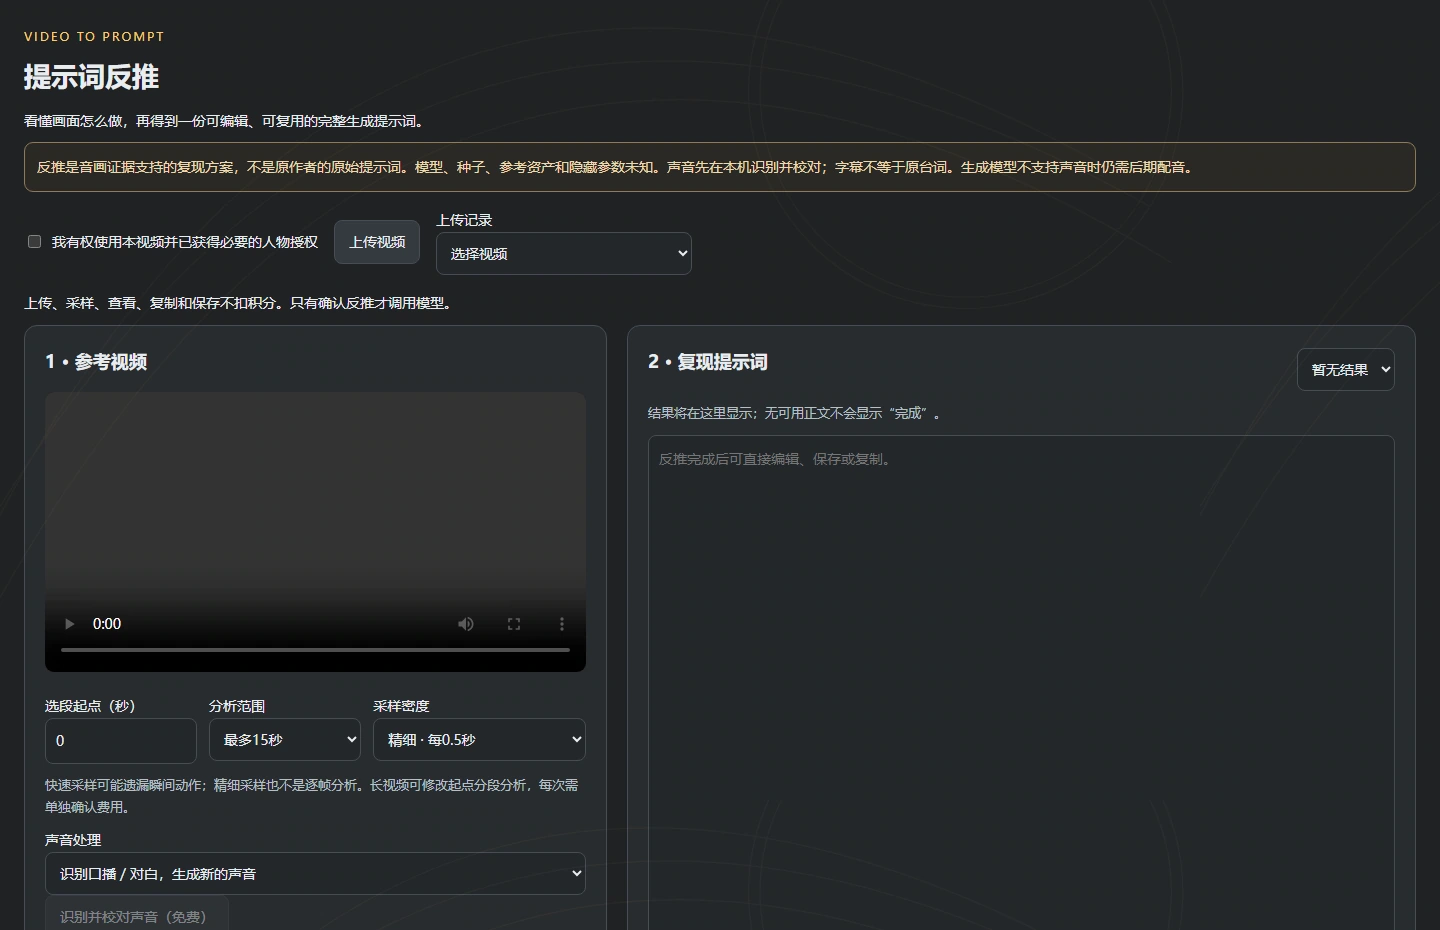 VIDEO TO PROMPT
提示词反推
看懂画面怎么做，再得到一份可编辑、可复用的完整生成提示词。
反推是音画证据支持的复现方案，不是原作者的原始提示词。模型、种子、参考资产和隐藏参数未知。声音先在本机识别并校对；字幕不等于原台词。生成模型不支持声音时仍需后期配音。
我有权使用本视频并已获得必要的人物授权
上传视频
上传记录
选择视频
上传、采样、查看、复制和保存不扣积分。只有确认反推才调用模型。
1 · 参考视频
0:00
选段起点（秒）
分析范围
采样密度
0
最多15秒
精细 · 每0.5秒
快速采样可能遗漏瞬间动作；精细采样也不是逐帧分析。长视频可修改起点分段分析，每次需
单独确认费用。
声音处理
识别口播 / 对白，生成新的声音
识别并校对声音（免费）
2 · 复现提示词
暂无结果
结果将在这里显示；无可用正文不会显示“完成”。
反推完成后可直接编辑、保存或复制。